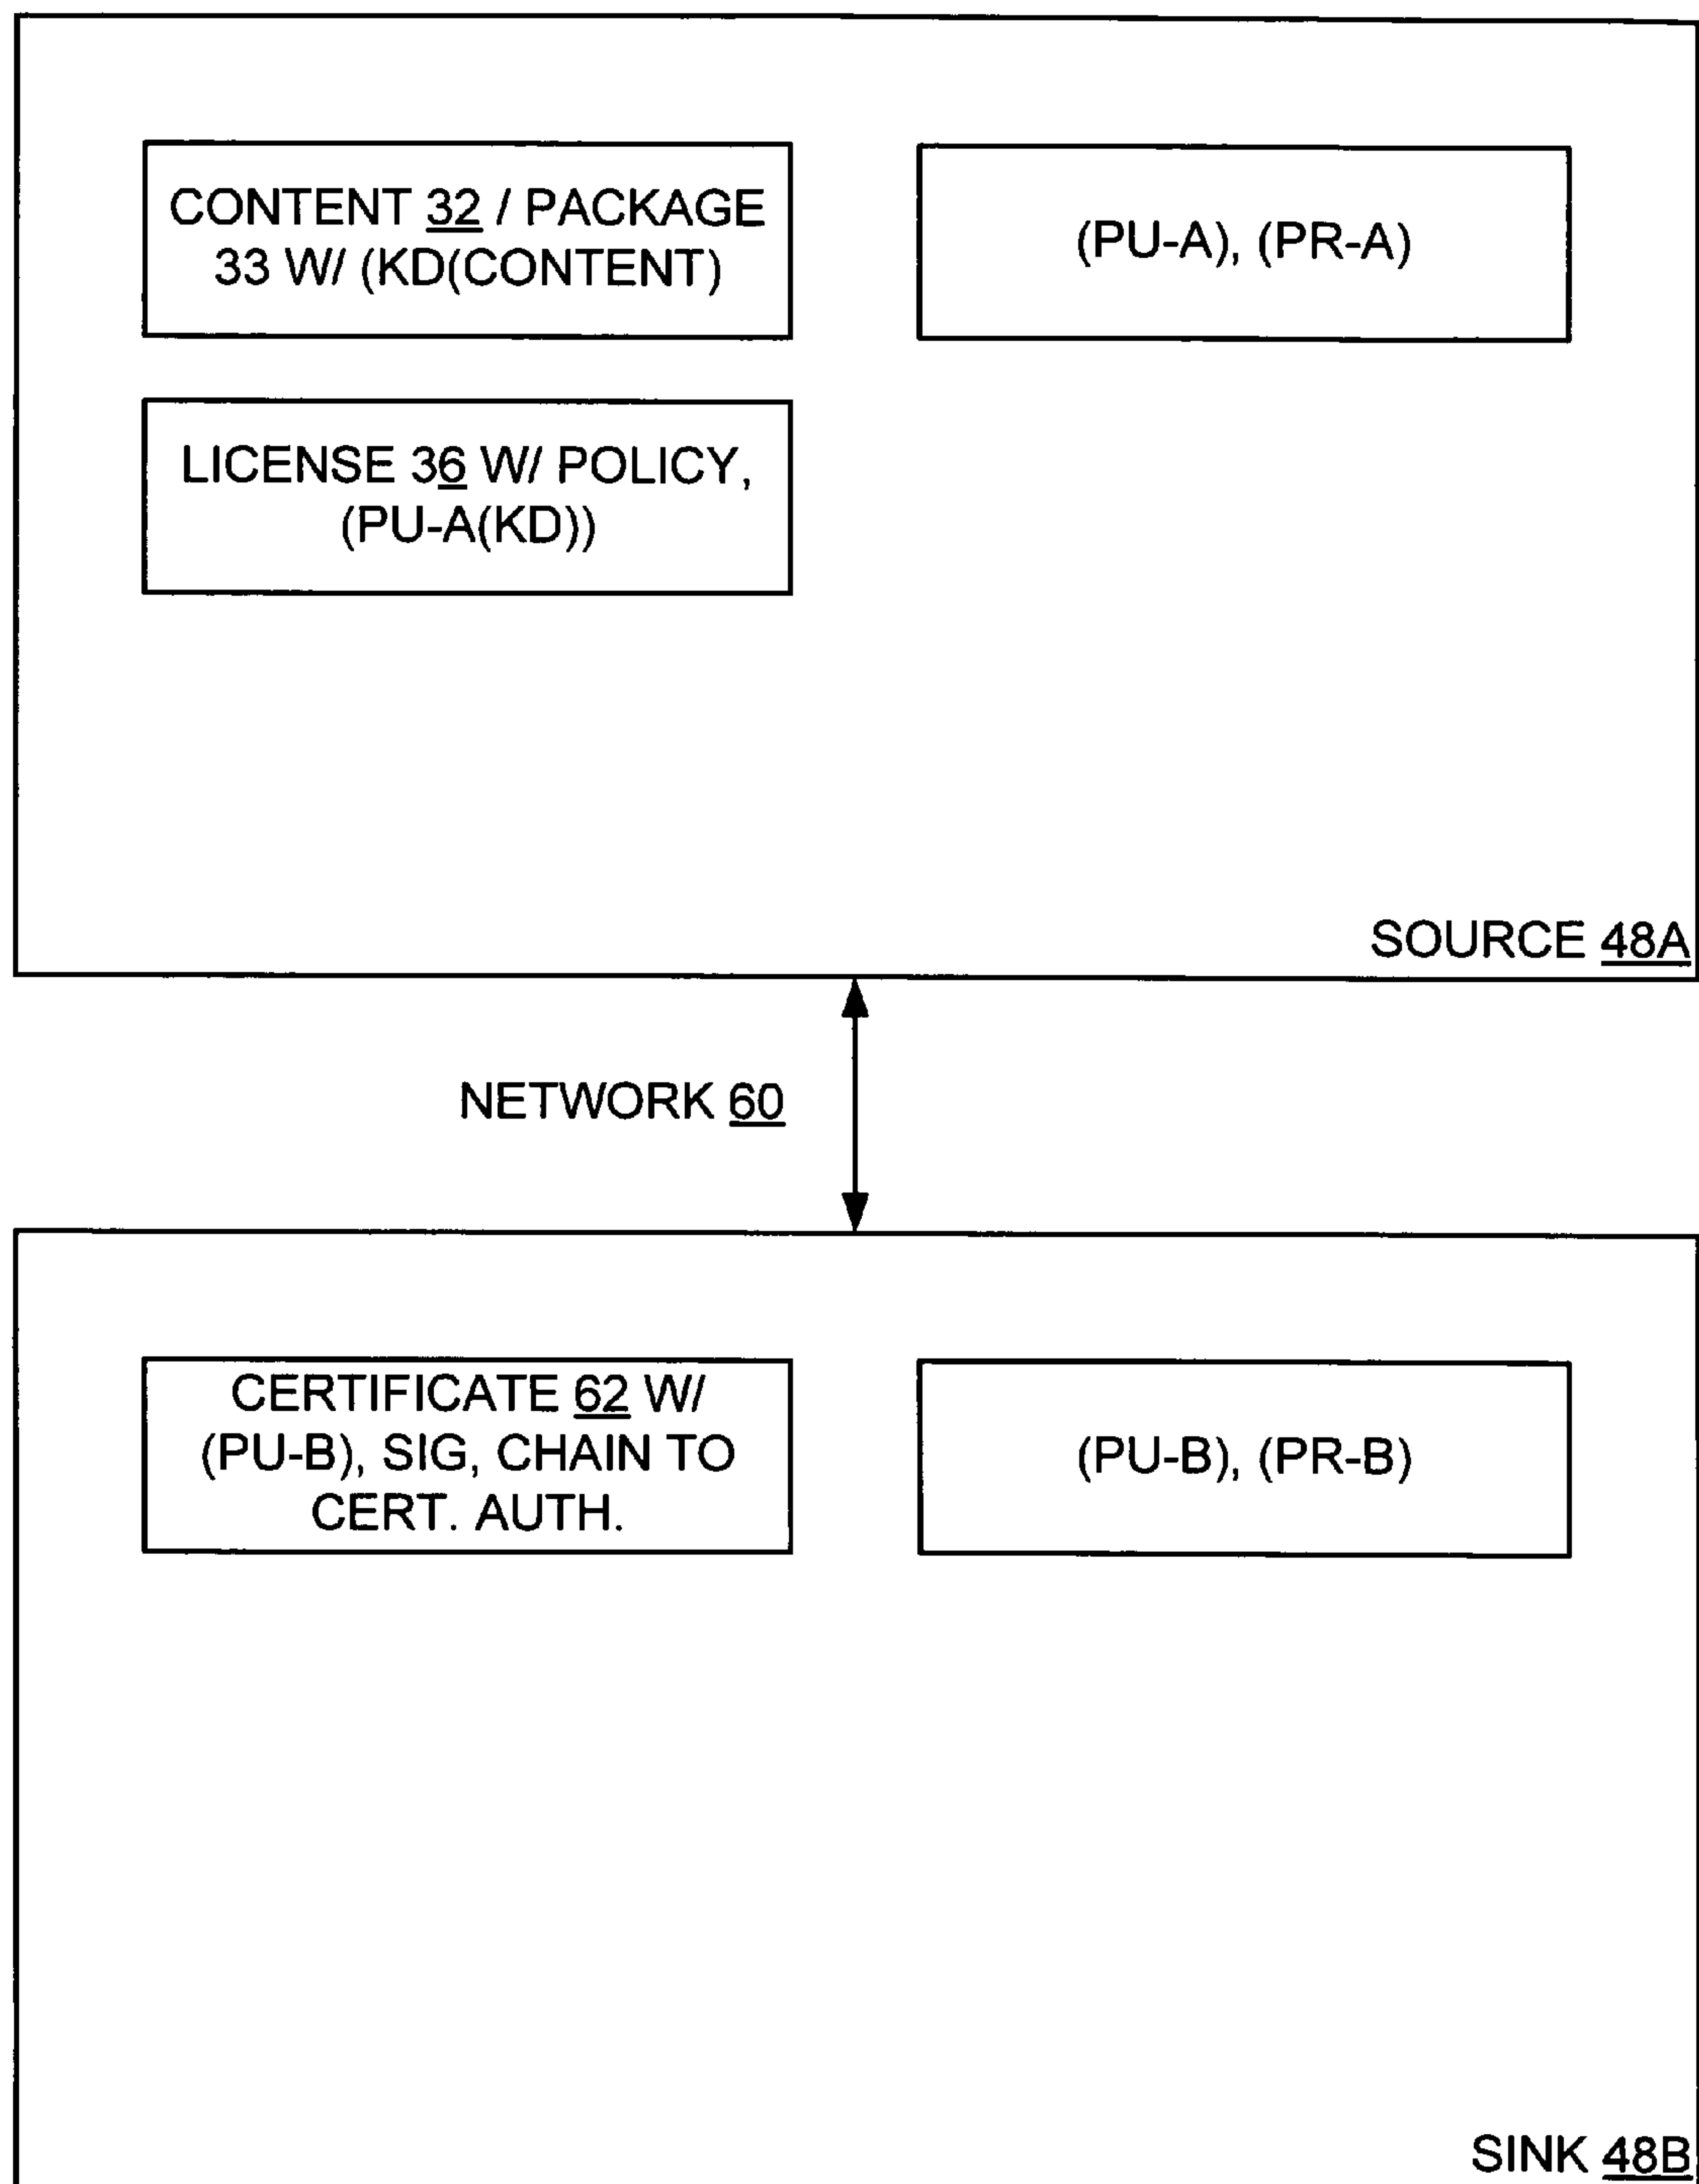 CONTENT 32 / PACKAGE
33 W/ (KD(CONTENT)
(PU-A), (PR-A)
LICENSE 36 W/ POLICY,
(PU-A(KD))
SOURCE 48A
NETWORK 60
CERTIFICATE 62 W/
(PU-B), SIG, CHAIN TO
CERT. AUTH.
(PU-B), (PR-B)
SINK 48B